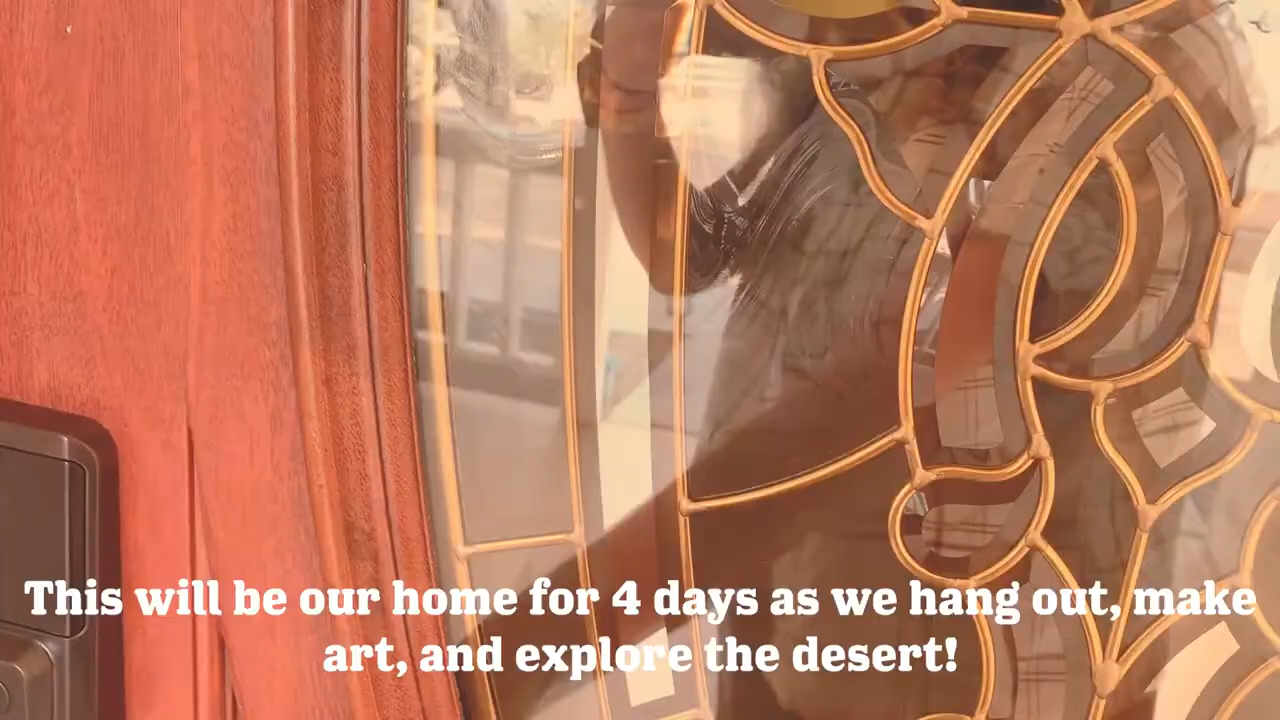 This will be our home for 4 days as we hang out, make
art, and explore the desert!